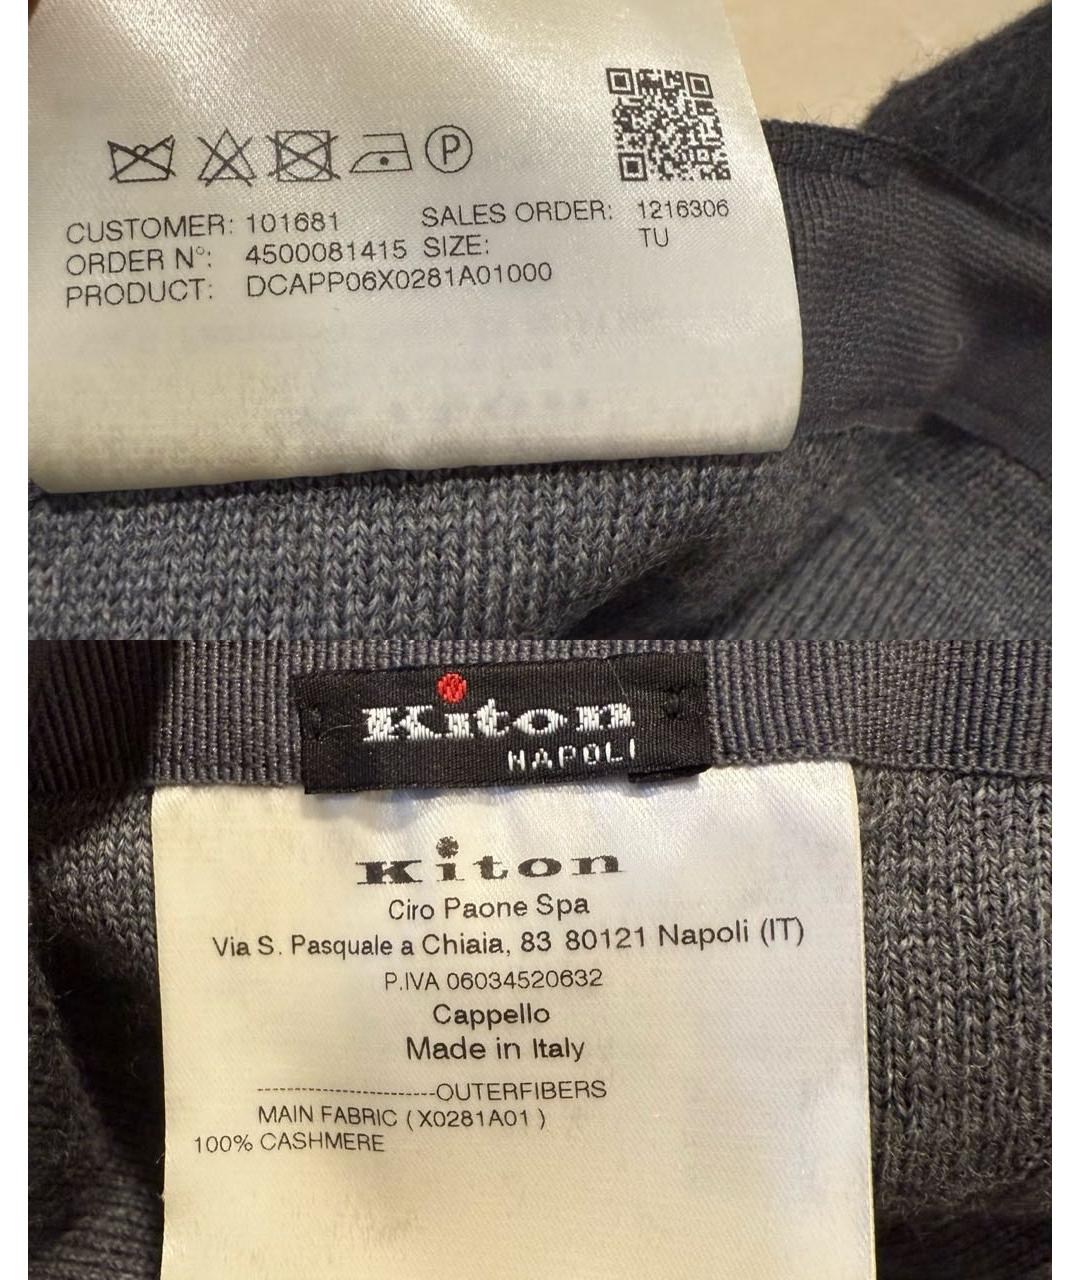 P
CUSTOMER: 101681 SALES ORDER: 1216306
ORDER N°: 4500081415 SIZE: TU
PRODUCT: DCAPP06X0281A01000
Kiton
NAPOLI
Kiton
Ciro Paone Spa
Via S. Pasquale a Chiaia, 83 80121 Napoli (IT)
P.IVA 06034520632
Cappello
Made in Italy
-------------------------OUTERFIBERS
MAIN FABRIC ( X0281A01 )
100% CASHMERE